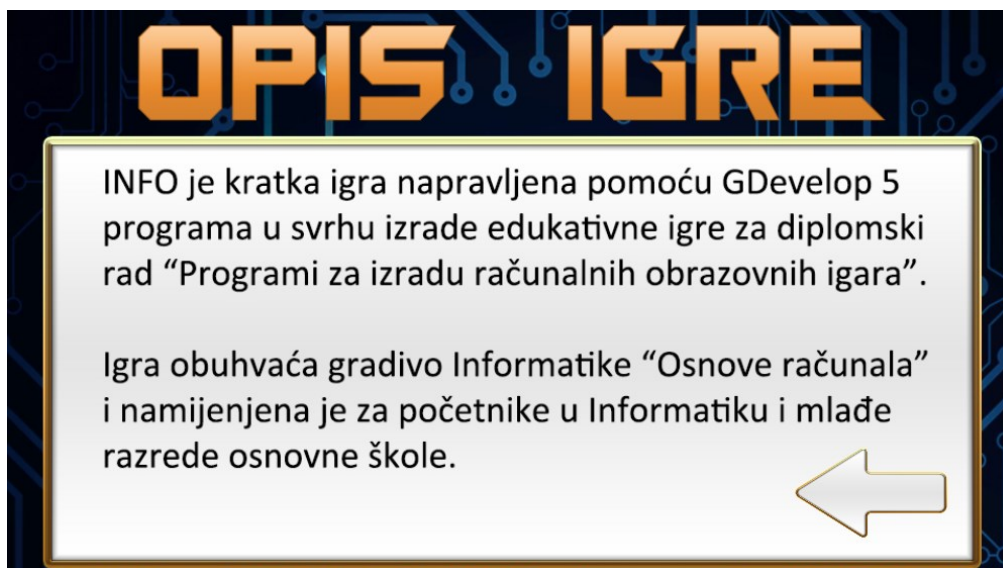 OPIS IGRE
INFO je kratka igra napravljena pomoću GDevelop 5
programa u svrhu izrade edukativne igre za diplomski
rad “Programi za izradu računalnih obrazovnih igara”.
Igra obuhvaća gradivo Informatike “Osnove računala”
i namijenjena je za početnike u Informatiku i mlađe
razrede osnovne škole.